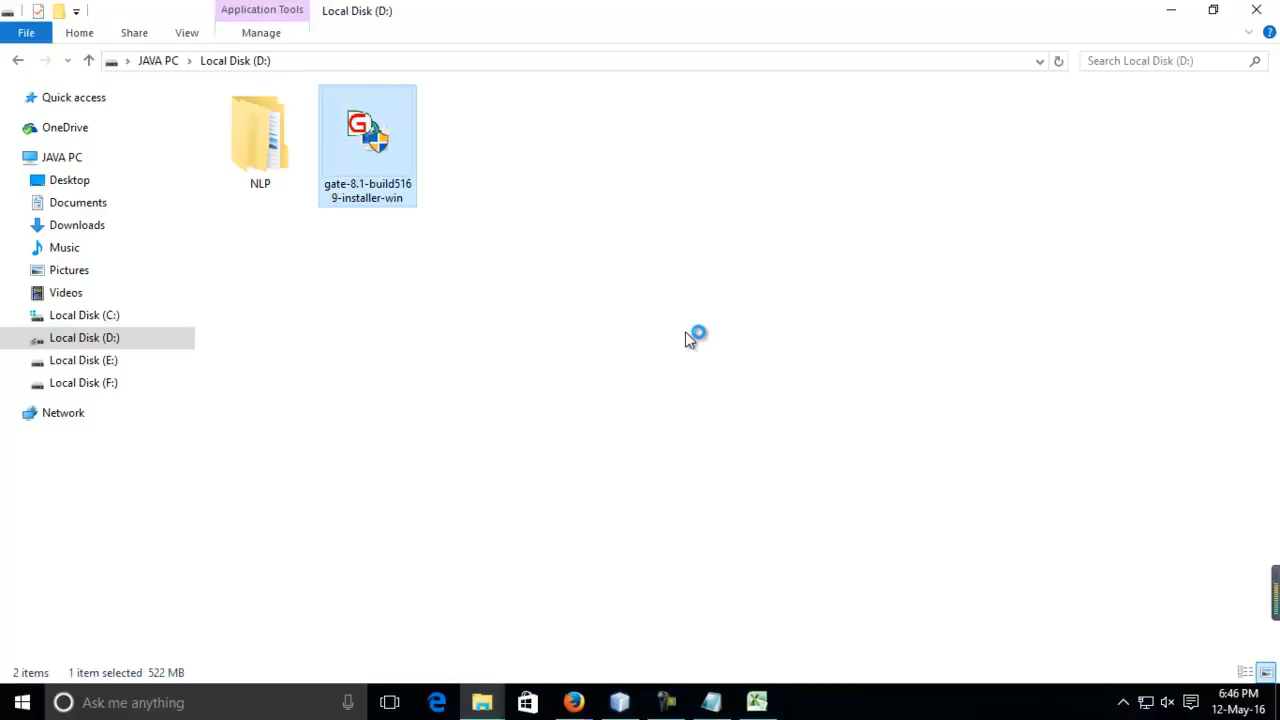 Application Tools
Local Disk (D:)
File
Home
Share
View
Manage
JAVA PC
Local Disk (D:)
Search Local Disk (D:)
Quick access
OneDrive
JAVA PC
Desktop
Documents
Downloads
Music
Pictures
Videos
Local Disk (C:)
Local Disk (D:)
Local Disk (E:)
Local Disk (F:)
Network
NLP
G
gate-8.1-build516
9-installer-win
2 items
1 item selected 522 MB
Ask me anything
6:46 PM
12-May-16